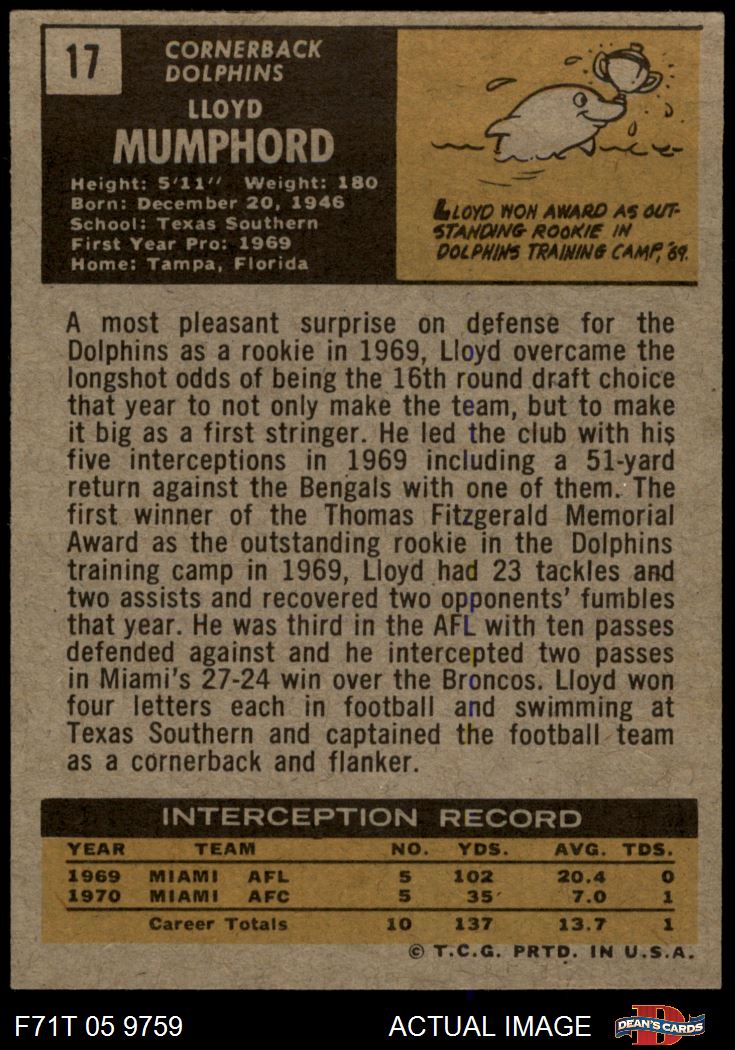 17
CORNERBACK
DOLPHINS
LLOYD
MUMPHORD
Height: 5'11" Weight: 180
Born: December 20, 1946
School: Texas Southern
First Year Pro: 1969
Home: Tampa, Florida
LLOYD WON AWARD AS OUT-
STANDING ROOKIE IN
DOLPHINS TRAINING CAMP, '69.
A most pleasant surprise on defense for the
Dolphins as a rookie in 1969, Lloyd overcame the
longshot odds of being the 16th round draft choice
that year to not only make the team, but to make
it big as a first stringer. He led the club with his
five interceptions in 1969 including a 51-yard
return against the Bengals with one of them. The
first winner of the Thomas Fitzgerald Memorial
Award as the outstanding rookie in the Dolphins
training camp in 1969, Lloyd had 23 tackles and
two assists and recovered two opponents' fumbles
that year. He was third in the AFL with ten passes
defended against and he intercepted two passes
in Miami's 27-24 win over the Broncos. Lloyd won
four letters each in football and swimming at
Texas Southern and captained the football team
as a cornerback and flanker.
INTERCEPTION RECORD
YEAR TEAM NO. YDS. AVG. TDS.
1969 MIAMI AFL 5 102 20.4 0
1970 MIAMI AFC 5 35 7.0 1
Career Totals 10 137 13.7 1
© T.C.G. PRTD. IN U.S.A.
F71T 05 9759 ACTUAL IMAGE D DEAN'S CARDS